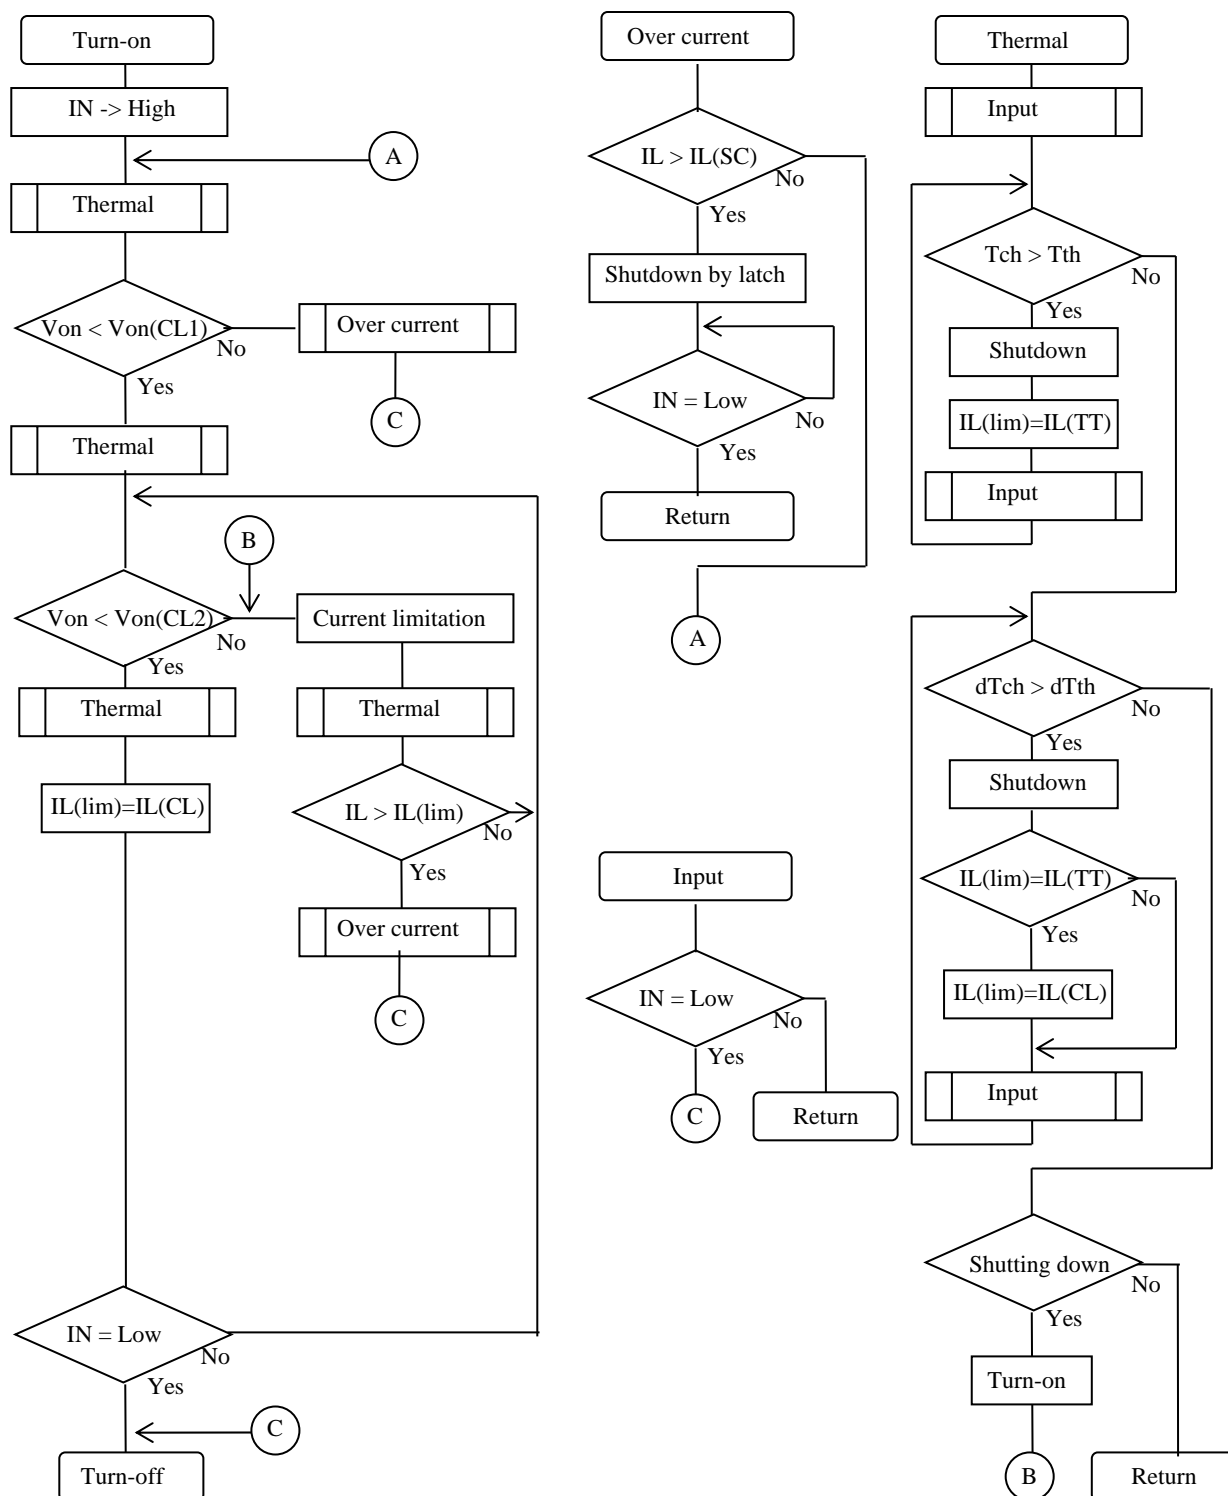 Turn-on
IN -> High
A
Thermal
Von < Von(CL1)
No
Yes
Over current
C
Thermal
B
Von < Von(CL2)
No
Yes
Current limitation
Thermal
Thermal
IL(lim)=IL(CL)
IL > IL(lim)
No
Yes
Over current
C
IN = Low
No
Yes
C
Turn-off
Over current
IL > IL(SC)
No
Yes
Shutdown by latch
IN = Low
No
Yes
Return
A
Input
IN = Low
No
Yes
C
Return
Thermal
Input
Tch > Tth
No
Yes
Shutdown
IL(lim)=IL(TT)
Input
dTch > dTth
No
Yes
Shutdown
IL(lim)=IL(TT)
No
Yes
IL(lim)=IL(CL)
Input
Shutting down
No
Yes
Turn-on
B
Return